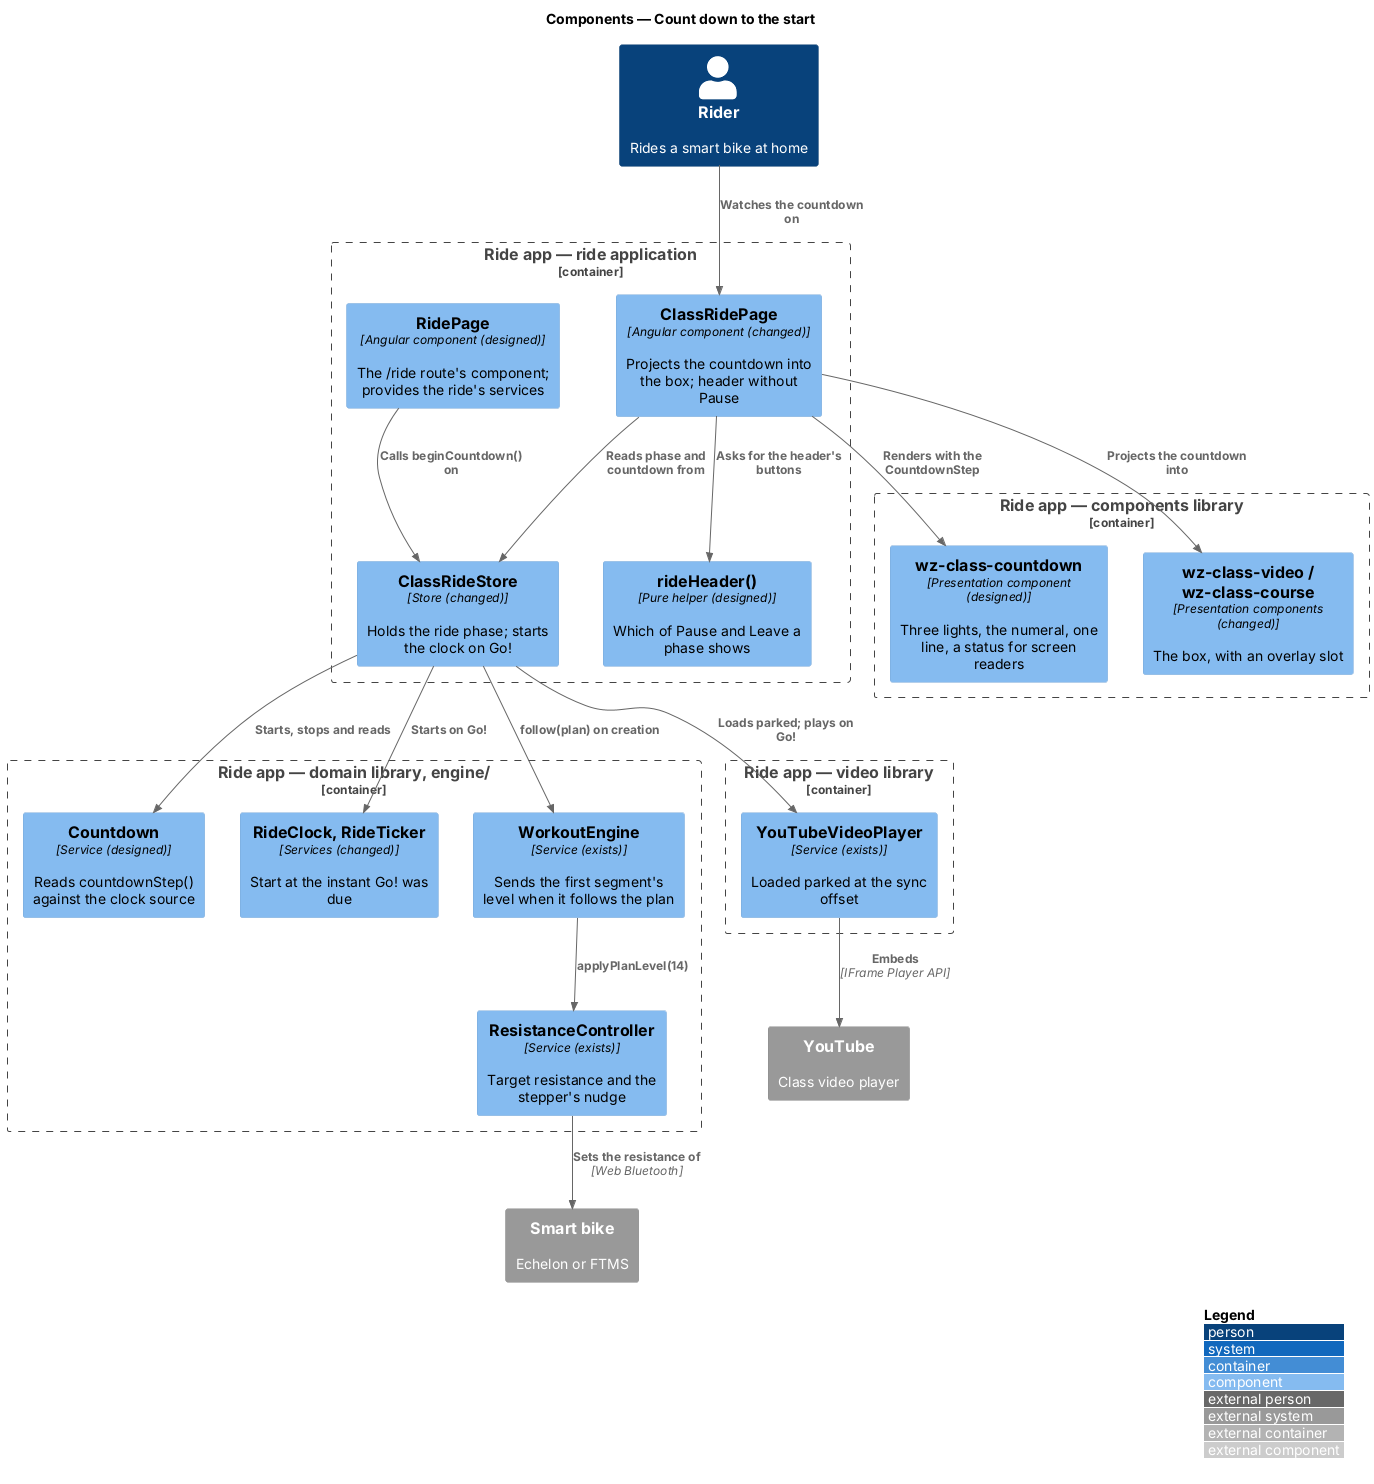 Components — Count down to the start
Rider
Rides a smart bike at home
Watches the countdown
on
Ride app — ride application
[container]
RidePage
[Angular component (designed)]
The /ride route's component;
provides the ride's services
ClassRidePage
[Angular component (changed)]
Projects the countdown into
the box; header without
Pause
Calls beginCountdown()
on
Reads phase and
countdown from
Asks for the header's
buttons
Renders with the
CountdownStep
Projects the countdown
into
Ride app — components library
[container]
ClassRideStore
[Store (changed)]
Holds the ride phase; starts
the clock on Go!
rideHeader()
[Pure helper (designed)]
Which of Pause and Leave a
phase shows
wz-class-countdown
[Presentation component
(designed)]
Three lights, the numeral, one
line, a status for screen
readers
wz-class-video /
wz-class-course
[Presentation components
(changed)]
The box, with an overlay slot
Starts, stops and reads
Starts on Go!
follow(plan) on creation
Loads parked; plays on
Go!
Ride app — domain library, engine/
[container]
Ride app — video library
[container]
Countdown
[Service (designed)]
Reads countdownStep()
against the clock source
RideClock, RideTicker
[Services (changed)]
Start at the instant Go! was
due
WorkoutEngine
[Service (exists)]
Sends the first segment's
level when it follows the plan
YouTubeVideoPlayer
[Service (exists)]
Loaded parked at the sync
offset
applyPlanLevel(14)
Embeds
[IFrame Player API]
ResistanceController
[Service (exists)]
Target resistance and the
stepper's nudge
YouTube
Class video player
Sets the resistance of
[Web Bluetooth]
Smart bike
Echelon or FTMS
Legend
person
system
container
component
external person
external system
external container
external component